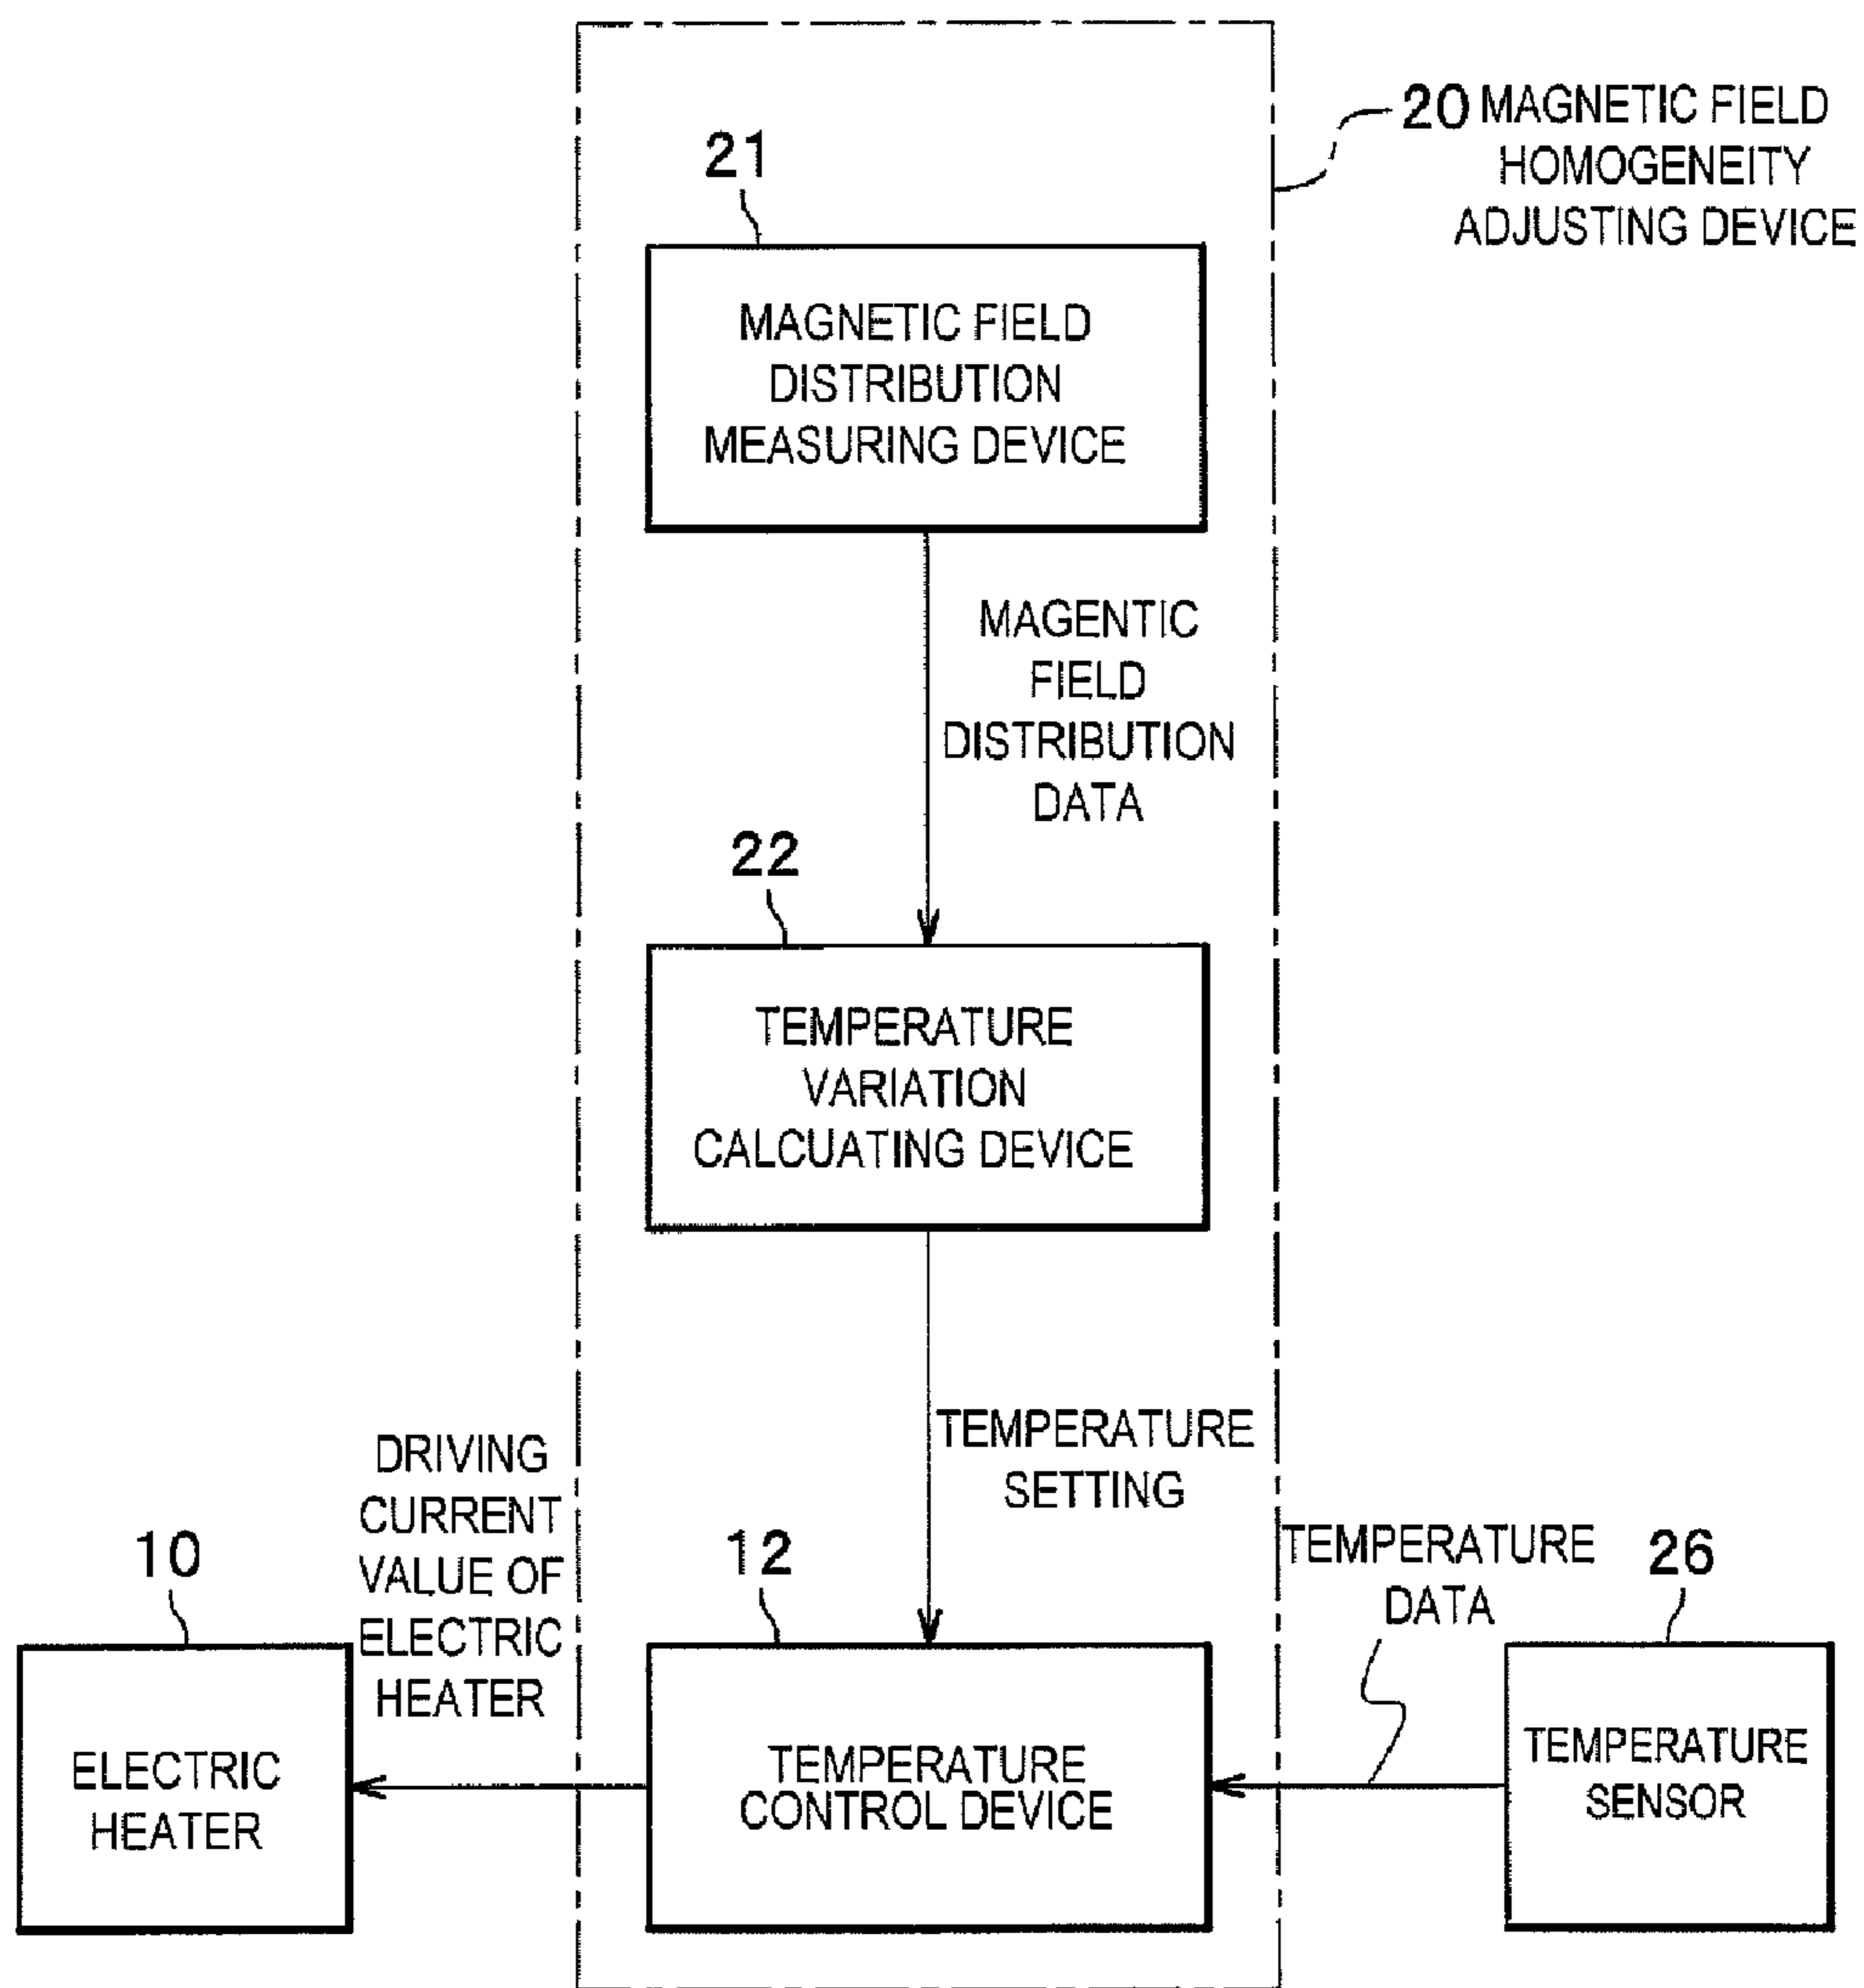 20 MAGNETIC FIELD
HOMOGENEITY
ADJUSTING DEVICE
21
MAGNETIC FIELD
DISTRIBUTION
MEASURING DEVICE
MAGENTIC
FIELD
DISTRIBUTION
DATA
22
TEMPERATURE
VARIATION
CALCUATING DEVICE
TEMPERATURE
SETTING
DRIVING
CURRENT
VALUE OF
ELECTRIC
HEATER
10
ELECTRIC
HEATER
12
TEMPERATURE
CONTROL DEVICE
TEMPERATURE
DATA
26
TEMPERATURE
SENSOR